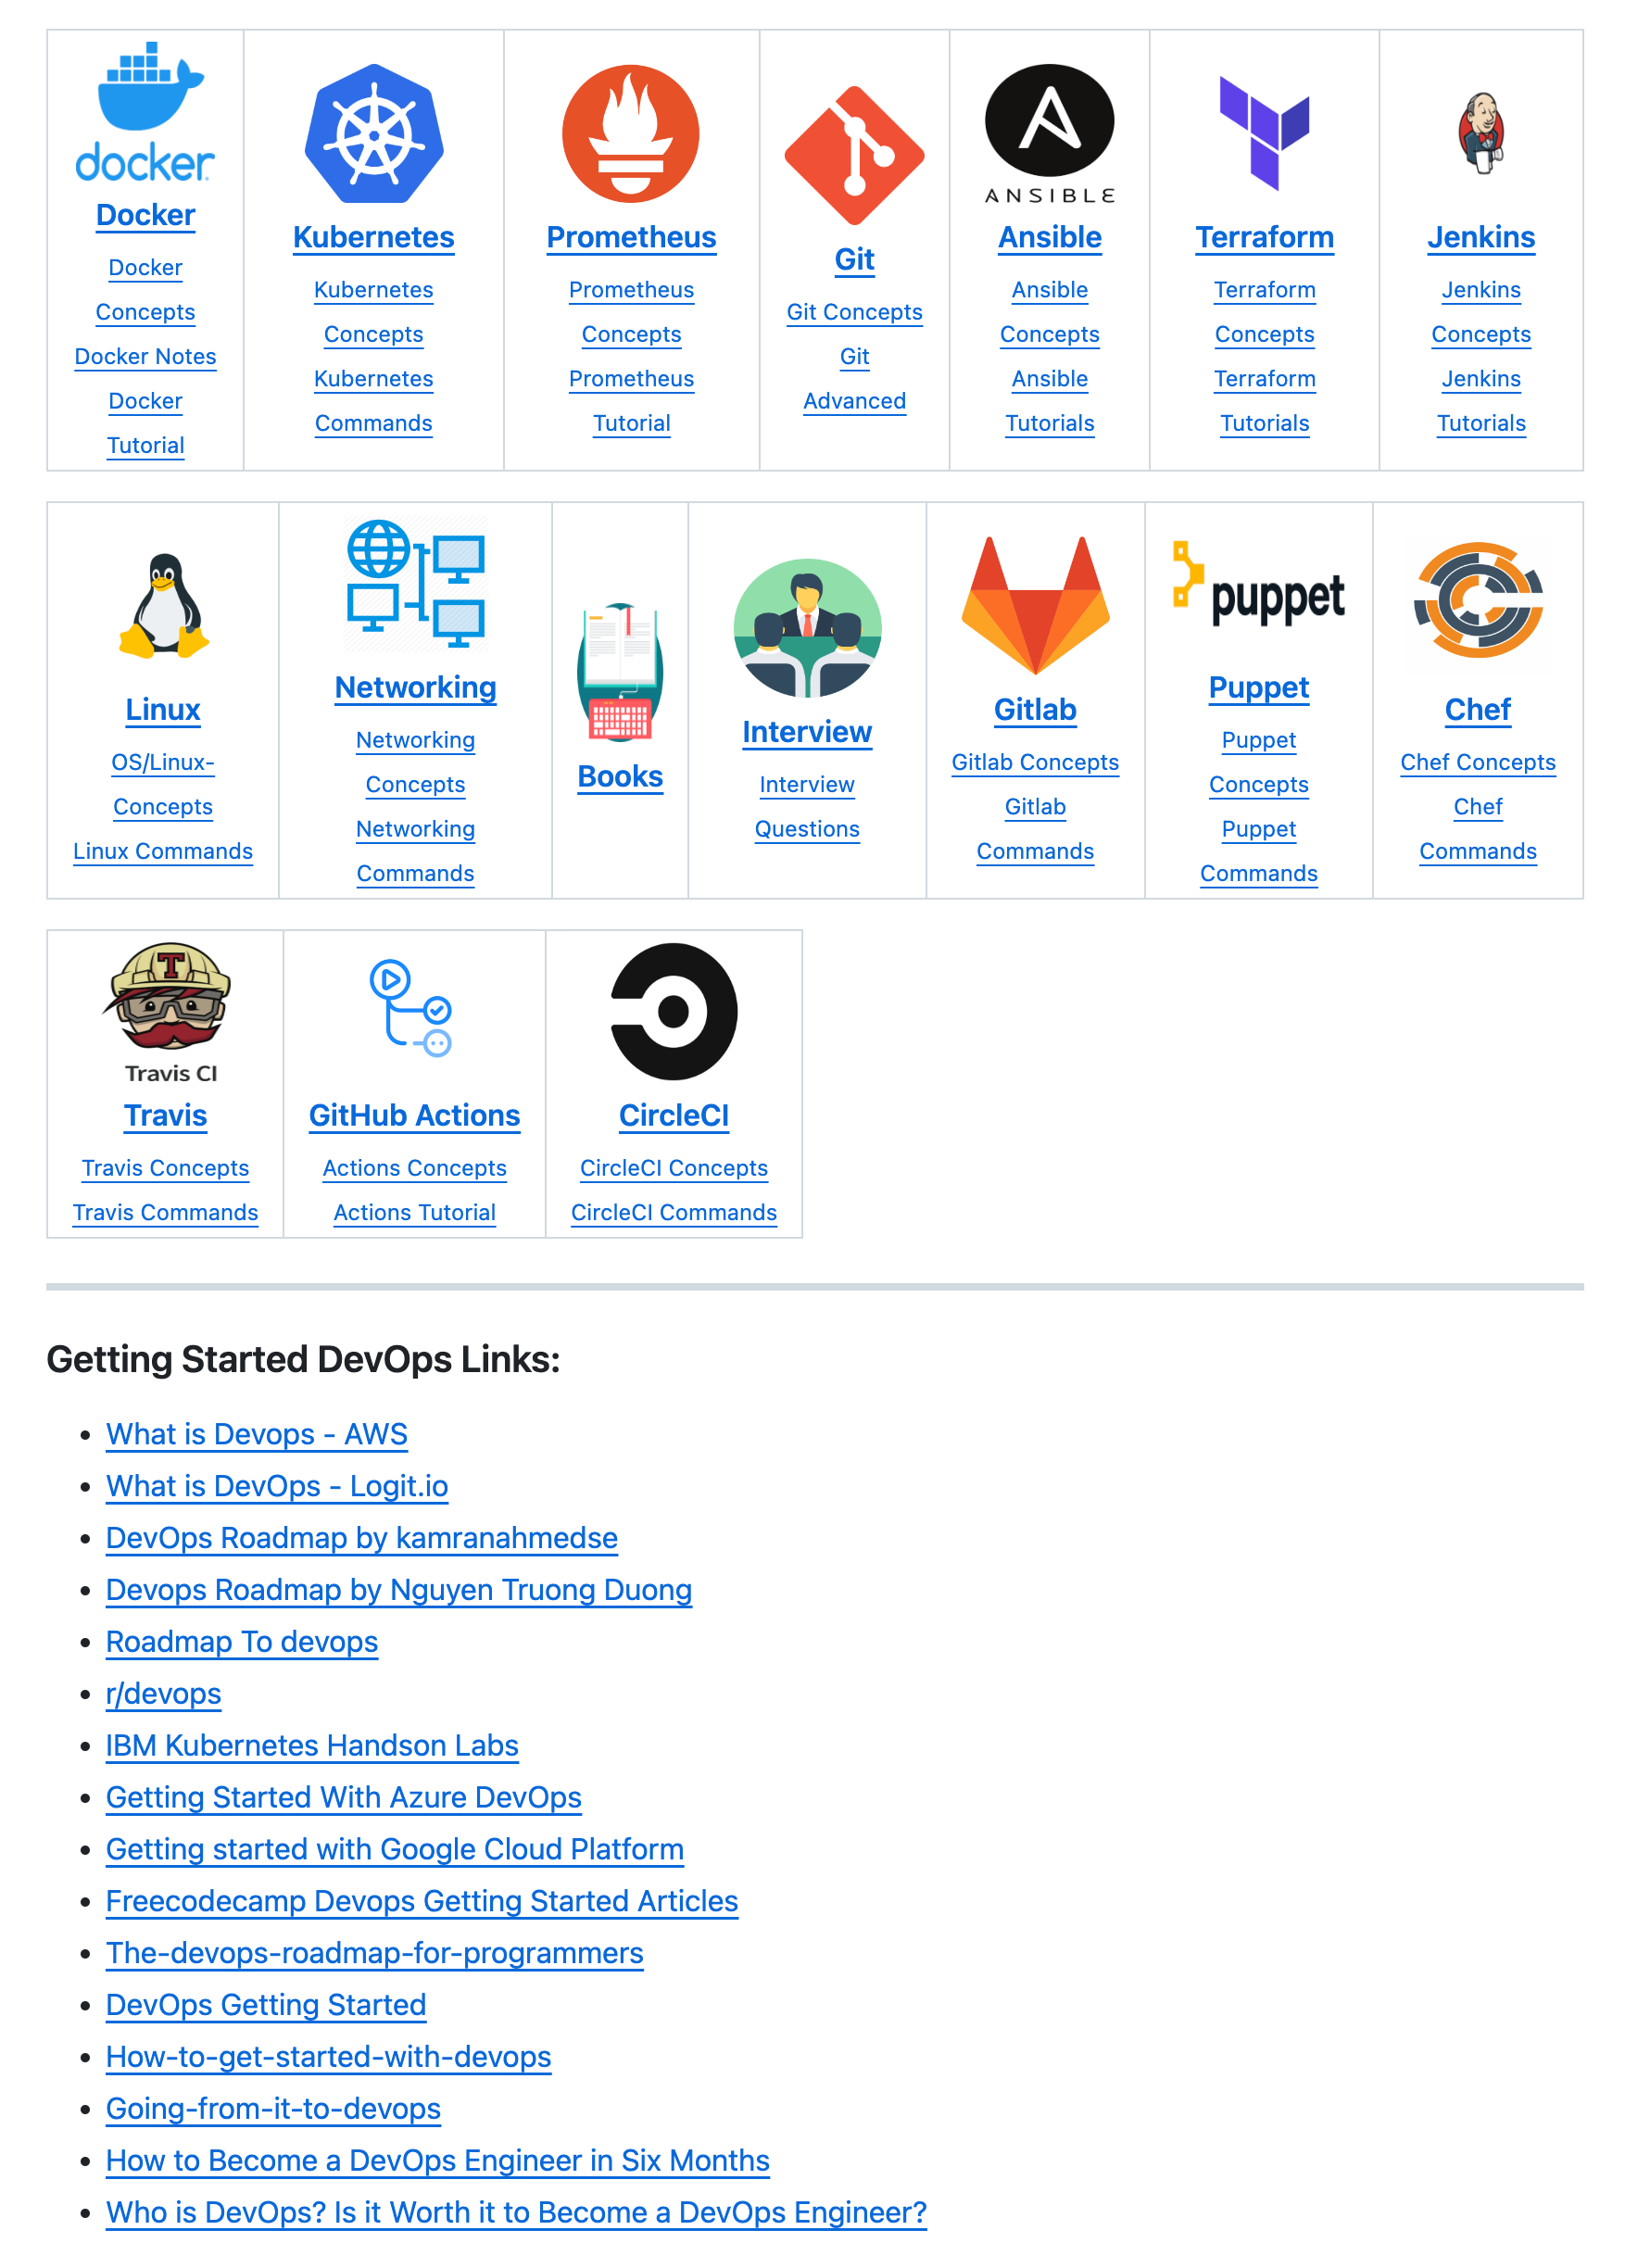 docker
Docker
Docker
Concepts
Docker Notes
Docker
Tutorial
Kubernetes
Kubernetes
Concepts
Kubernetes
Commands
Prometheus
Prometheus
Concepts
Prometheus
Tutorial
Git
Git Concepts
Git
Advanced
ANSIBLE
Ansible
Ansible
Concepts
Ansible
Tutorials
Terraform
Terraform
Concepts
Terraform
Tutorials
Jenkins
Jenkins
Concepts
Jenkins
Tutorials
Linux
OS/Linux-
Concepts
Linux Commands
Networking
Networking
Concepts
Networking
Commands
Books
Interview
Interview
Questions
Gitlab
Gitlab Concepts
Gitlab
Commands
puppet
Puppet
Puppet
Concepts
Puppet
Commands
Chef
Chef Concepts
Chef
Commands
T
Travis CI
Travis
Travis Concepts
Travis Commands
GitHub Actions
Actions Concepts
Actions Tutorial
CircleCI
CircleCI Concepts
CircleCI Commands
Getting Started DevOps Links:
• What is Devops - AWS
• What is DevOps - Logit.io
• DevOps Roadmap by kamranahmedse
• Devops Roadmap by Nguyen Truong Duong
• Roadmap To devops
• r/devops
• IBM Kubernetes Handson Labs
• Getting Started With Azure DevOps
• Getting started with Google Cloud Platform
• Freecodecamp Devops Getting Started Articles
• The-devops-roadmap-for-programmers
• DevOps Getting Started
• How-to-get-started-with-devops
• Going-from-it-to-devops
• How to Become a DevOps Engineer in Six Months
• Who is DevOps? Is it Worth it to Become a DevOps Engineer?